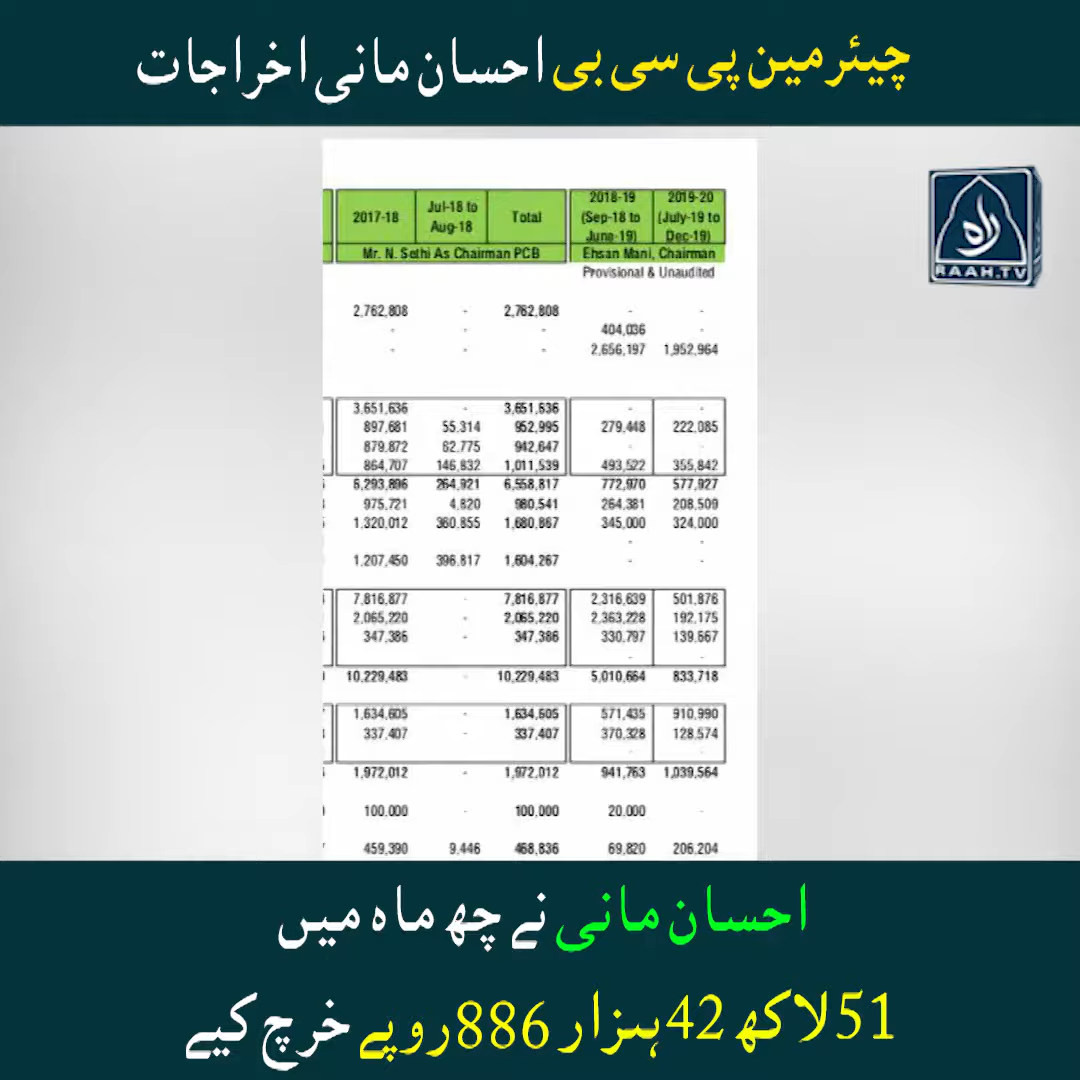 چیئرمین پی سی بی احسان مانی اخراجات
راہ
RAAH.TV
2017-18 Jul-18 to Aug-18 Total 2018-19 (Sep-18 to June-19) 2019-20 (July-19 to Dec-19)
Mr. N. Sethi As Chairman PCB Ehsan Mani, Chairman
Provisional & Unaudited
2,762,808 - 2,762,808 - -
- - - 404,036 -
- - - 2,656,197 1,952,964
3,651,636 - 3,651,636 - -
897,681 55,314 952,995 279,448 222,085
879,872 62,775 942,647 - -
864,707 146,832 1,011,539 493,522 355,842
6,293,896 264,921 6,558,817 772,970 577,927
975,721 4,820 980,541 264,381 208,509
1,320,012 360,855 1,680,867 345,000 324,000
- -
1,207,450 396,817 1,604,267 - -
7,816,877 - 7,816,877 2,316,639 501,876
2,065,220 - 2,065,220 2,363,228 192,175
347,386 - 347,386 330,797 139,667
- -
10,229,483 - 10,229,483 5,010,664 833,718
1,634,605 - 1,634,605 571,435 910,990
337,407 - 337,407 370,328 128,574
- -
1,972,012 - 1,972,012 941,763 1,039,564
100,000 - 100,000 20,000 -
459,390 9,446 468,836 69,820 206,204
احسان مانی نے چھ ماہ میں
51 لاکھ 42 ہزار 886 روپے خرچ کیے